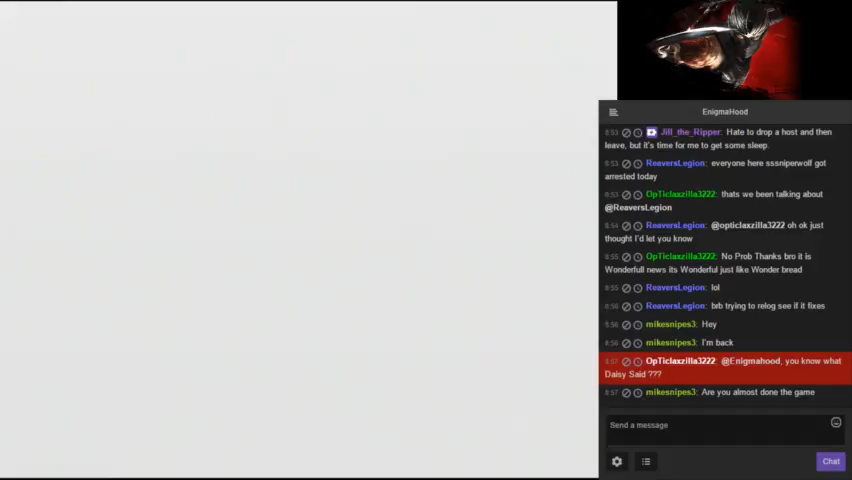 EnigmaHood
8:53 Jill_the_Ripper: Hate to drop a host and then
leave, but it's time for me to get some sleep.
8:53 ReaversLegion: everyone here sssniperwolf got
arrested today
8:53 OpTiclaxzilla3222: thats we been talking about
@ReaversLegion
8:54 ReaversLegion: @opticlaxzilla3222 oh ok just
thought I'd let you know
8:55 OpTiclaxzilla3222: No Prob Thanks bro it is
Wonderfull news its Wonderful just like Wonder bread
8:55 ReaversLegion: lol
8:56 ReaversLegion: brb trying to relog see if it fixes
8:56 mikesnipes3: Hey
8:56 mikesnipes3: I'm back
8:57 OpTiclaxzilla3222: @Enigmahood, you know what
Daisy Said ???
8:57 mikesnipes3: Are you almost done the game
Send a message
Chat